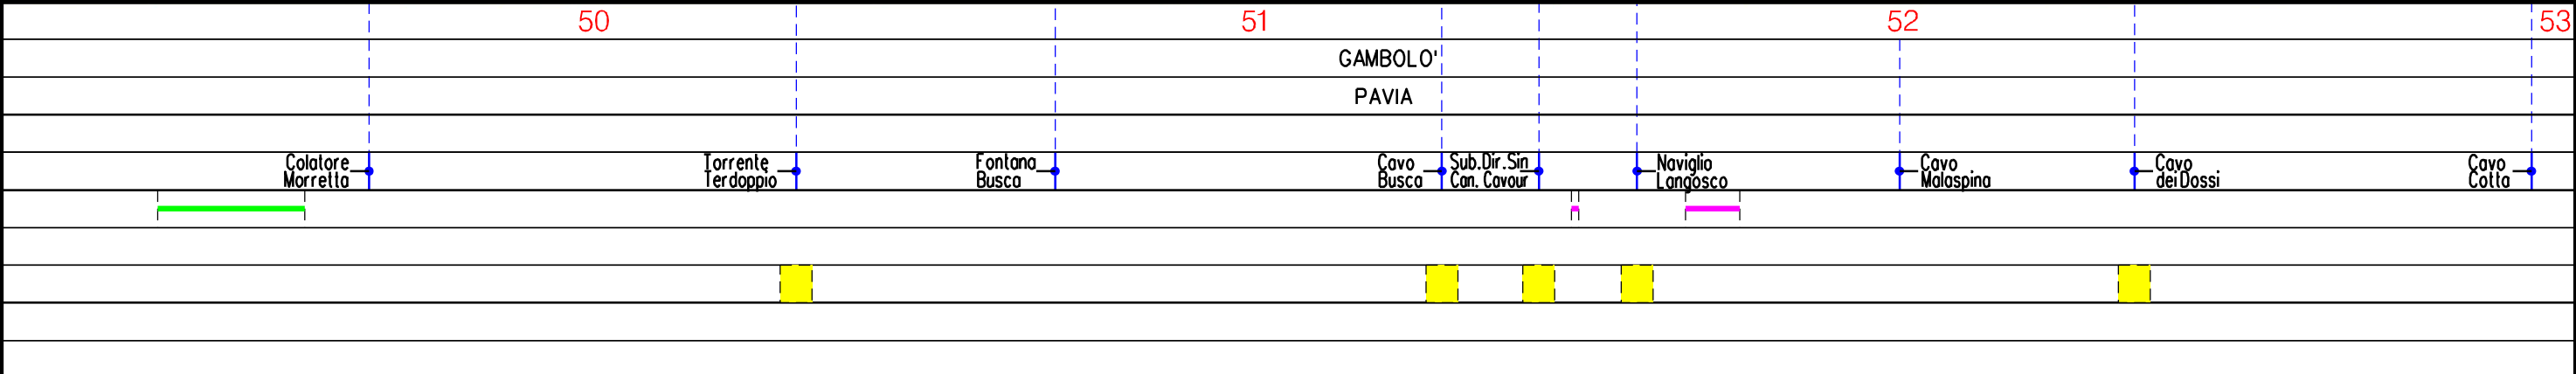 50 51 52 53
GAMBOLO'
PAVIA
Colatore
Morretta
Torrente
Terdoppio
Fontana
Busca
Cavo
Busca
Sub.Dir.Sin
Can. Cavour
Naviglio
Langosco
Cavo
Malaspina
Cavo
dei Dossi
Cavo
Cotta